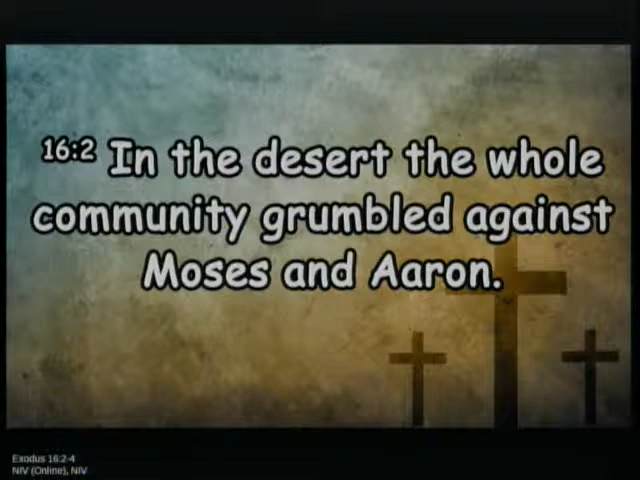 16:2 In the desert the whole
community grumbled against
Moses and Aaron.
Exodus 16:2-4
NIV (Online), NIV